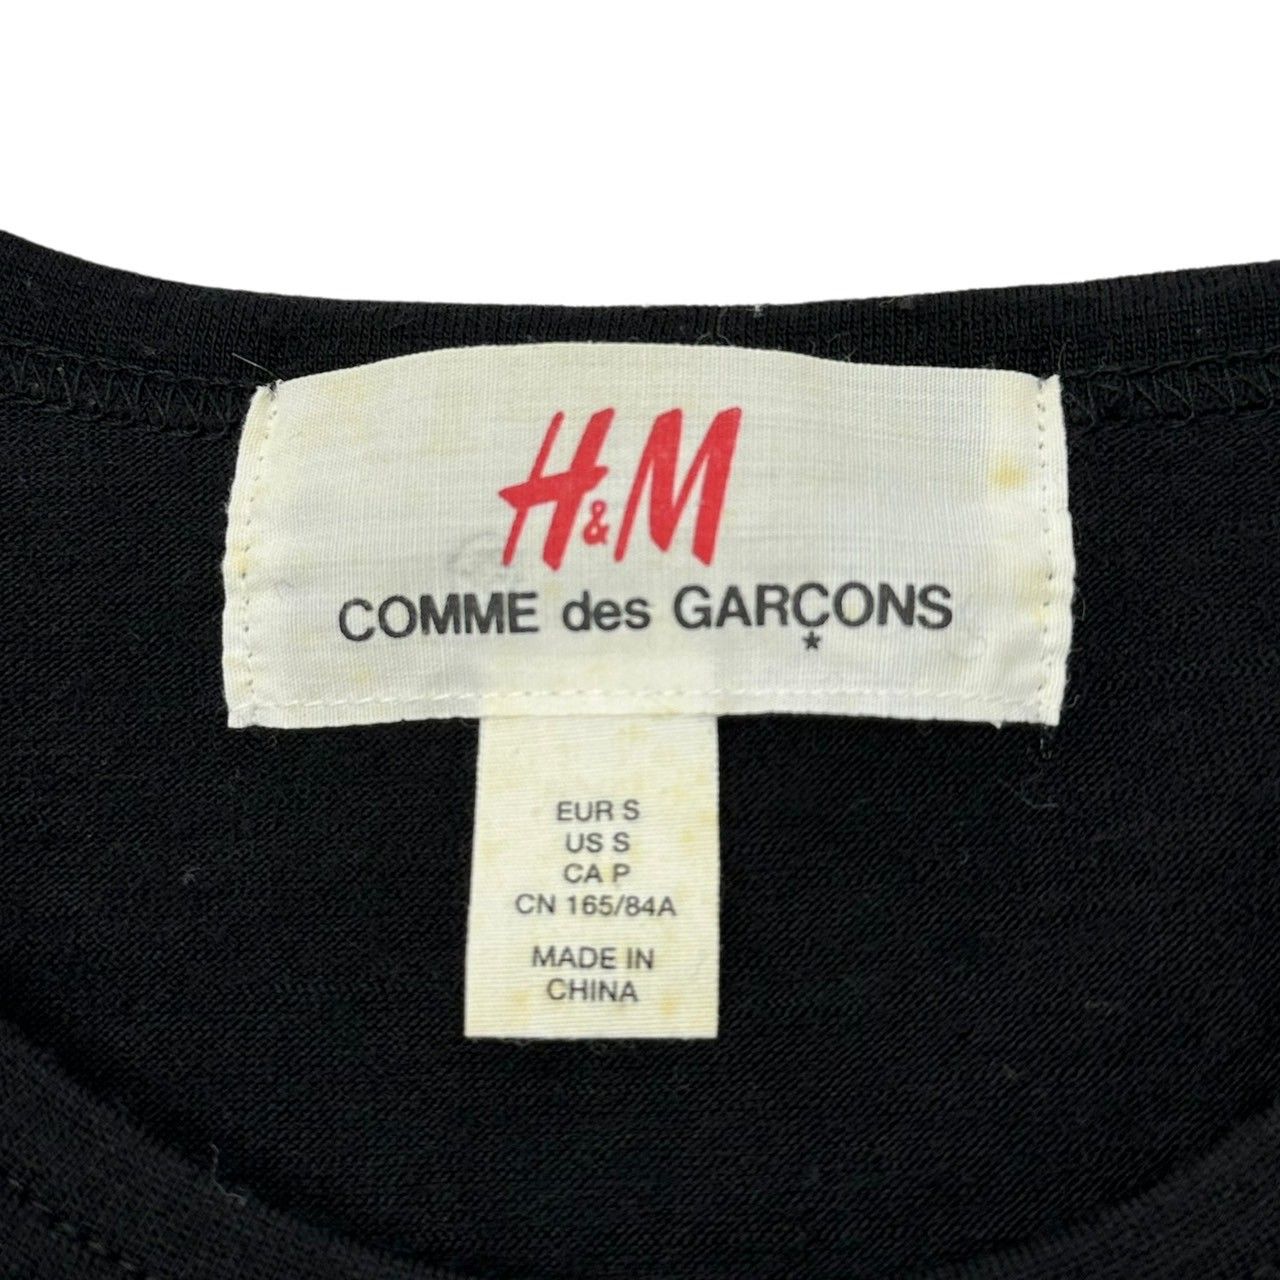 H&M
COMME des GARÇONS
*
EUR S
US S
CA P
CN 165/84A
MADE IN
CHINA